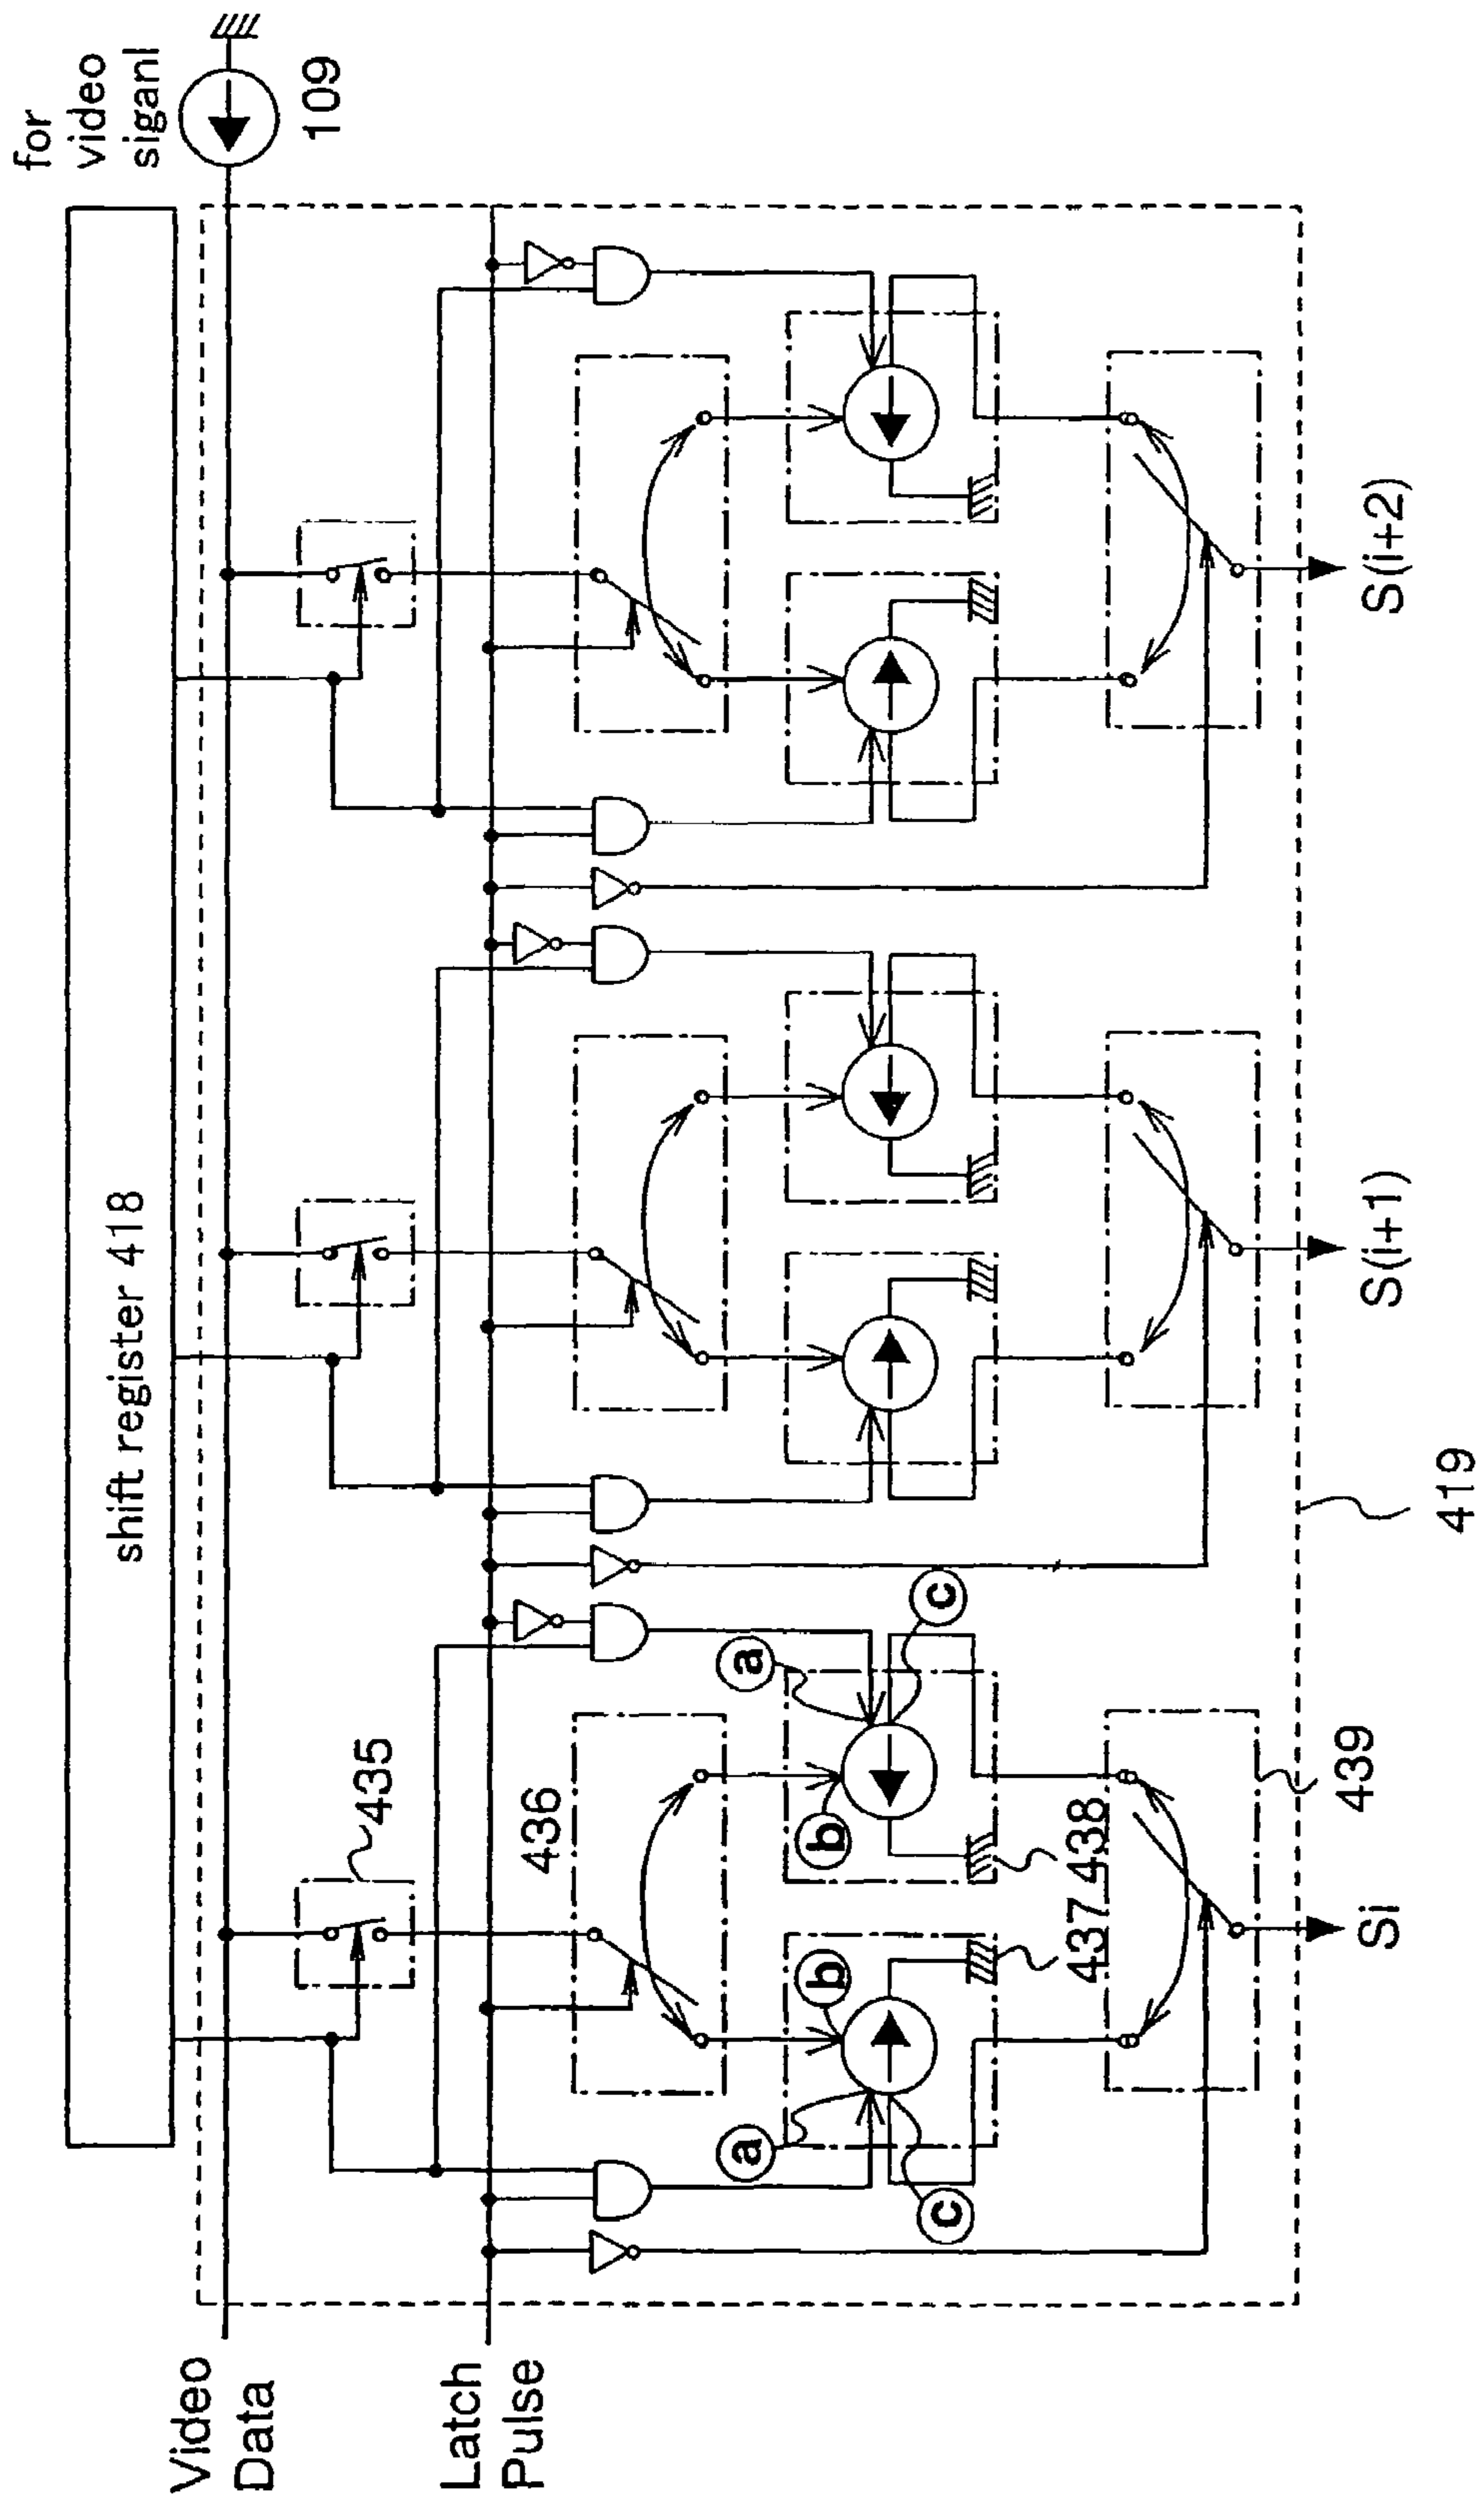 for
video
siganl
109
shift register 418
Video
Data
Latch
Pulse
435
436
a
b
c
a
b
c
437
438
439
419
Si
S(i+1)
S(i+2)